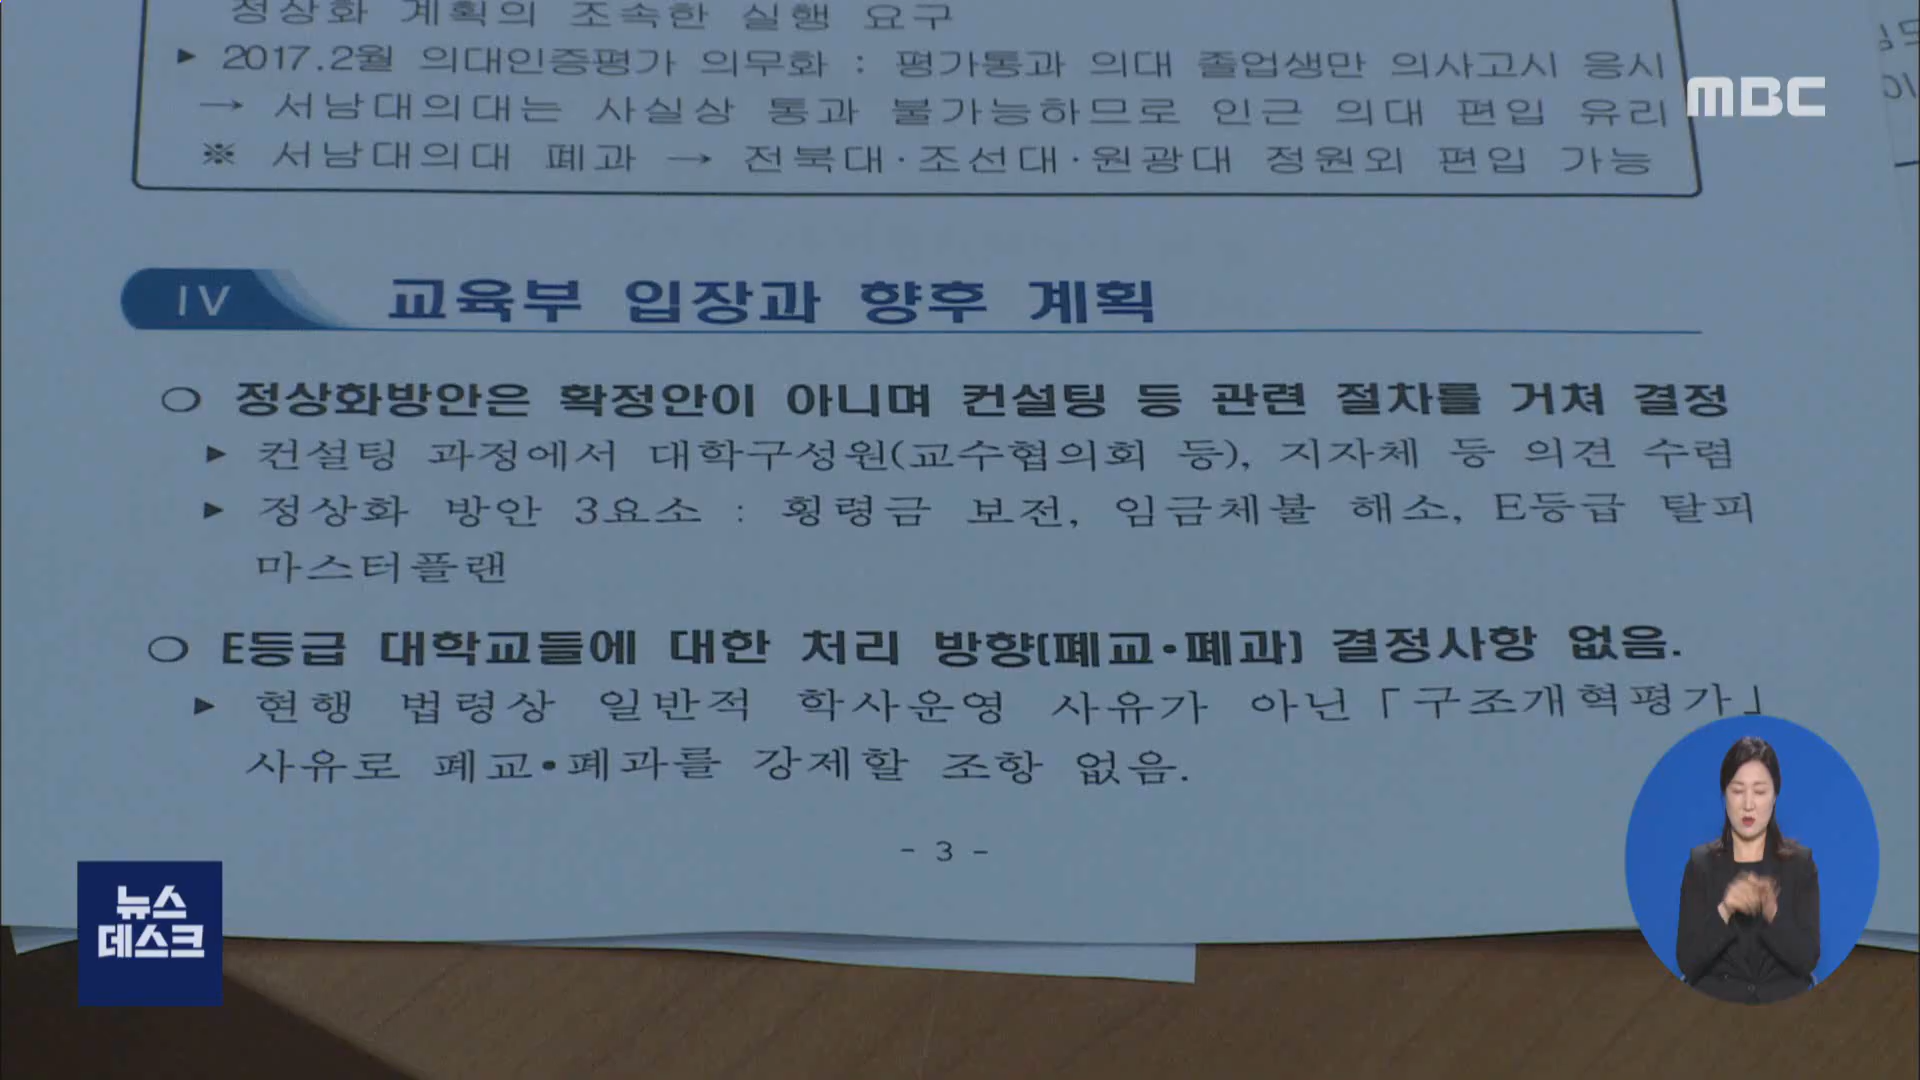 정상화 계획의 조속한 실행 요구
▶ 2017.2월 의대인증평가 의무화 : 평가통과 의대 졸업생만 의사고시 응시
→ 서남대의대는 사실상 통과 불가능하므로 인근 의대 편입 유리
※ 서남대의대 폐과 → 전북대·조선대·원광대 정원외 편입 가능
MBC
IV 교육부 입장과 향후 계획
○ 정상화방안은 확정안이 아니며 컨설팅 등 관련 절차를 거쳐 결정
▶ 컨설팅 과정에서 대학구성원(교수협의회 등), 지자체 등 의견 수렴
▶ 정상화 방안 3요소 : 횡령금 보전, 임금체불 해소, E등급 탈피
마스터플랜
○ E등급 대학교들에 대한 처리 방향(폐교·폐과) 결정사항 없음.
▶ 현행 법령상 일반적 학사운영 사유가 아닌「구조개혁평가」
사유로 폐교·폐과를 강제할 조항 없음.
- 3 -
뉴스
데스크